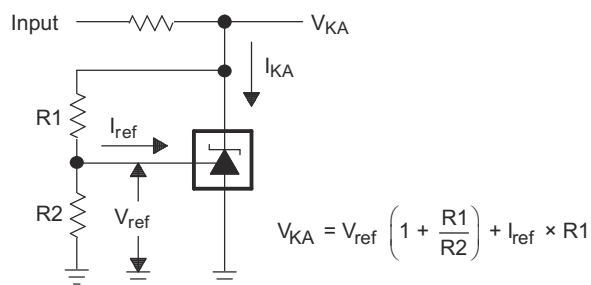 Input
V_KA
I_KA
R1
I_ref
R2
V_ref
V_KA = V_ref (1 + R1/R2) + I_ref × R1